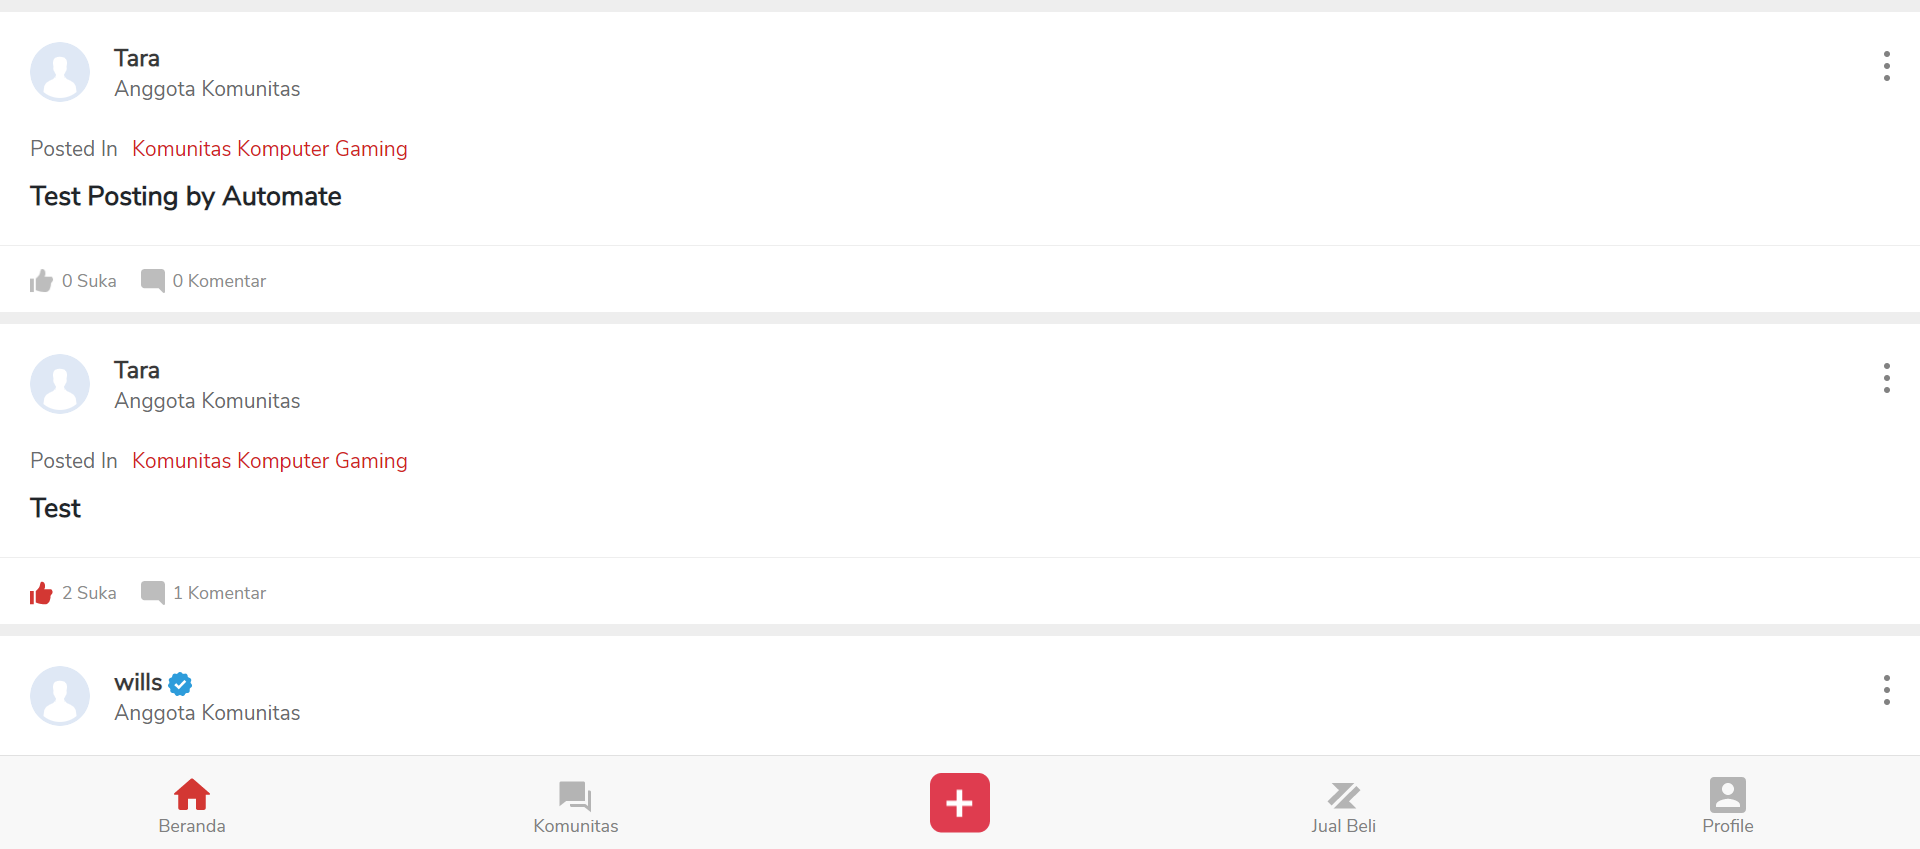 Tara
Anggota Komunitas
Posted In Komunitas Komputer Gaming
Test Posting by Automate
0 Suka 0 Komentar
Tara
Anggota Komunitas
Posted In Komunitas Komputer Gaming
Test
2 Suka 1 Komentar
wills
Anggota Komunitas
Beranda Komunitas Jual Beli Profile